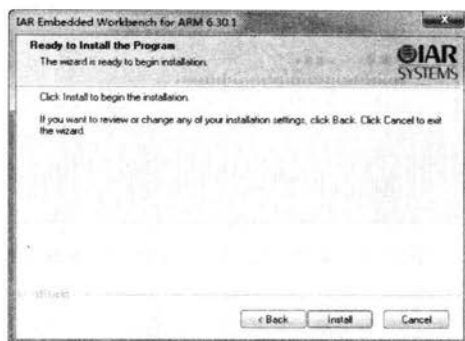 IAR Embedded Workbench for ARM 6.30.1
Ready to Install the Program
The wizard is ready to begin installation.
IAR
SYSTEMS
Click Install to begin the installation.
If you want to review or change any of your installation settings, click Back. Click Cancel to exit
the wizard.
< Back
Install
Cancel